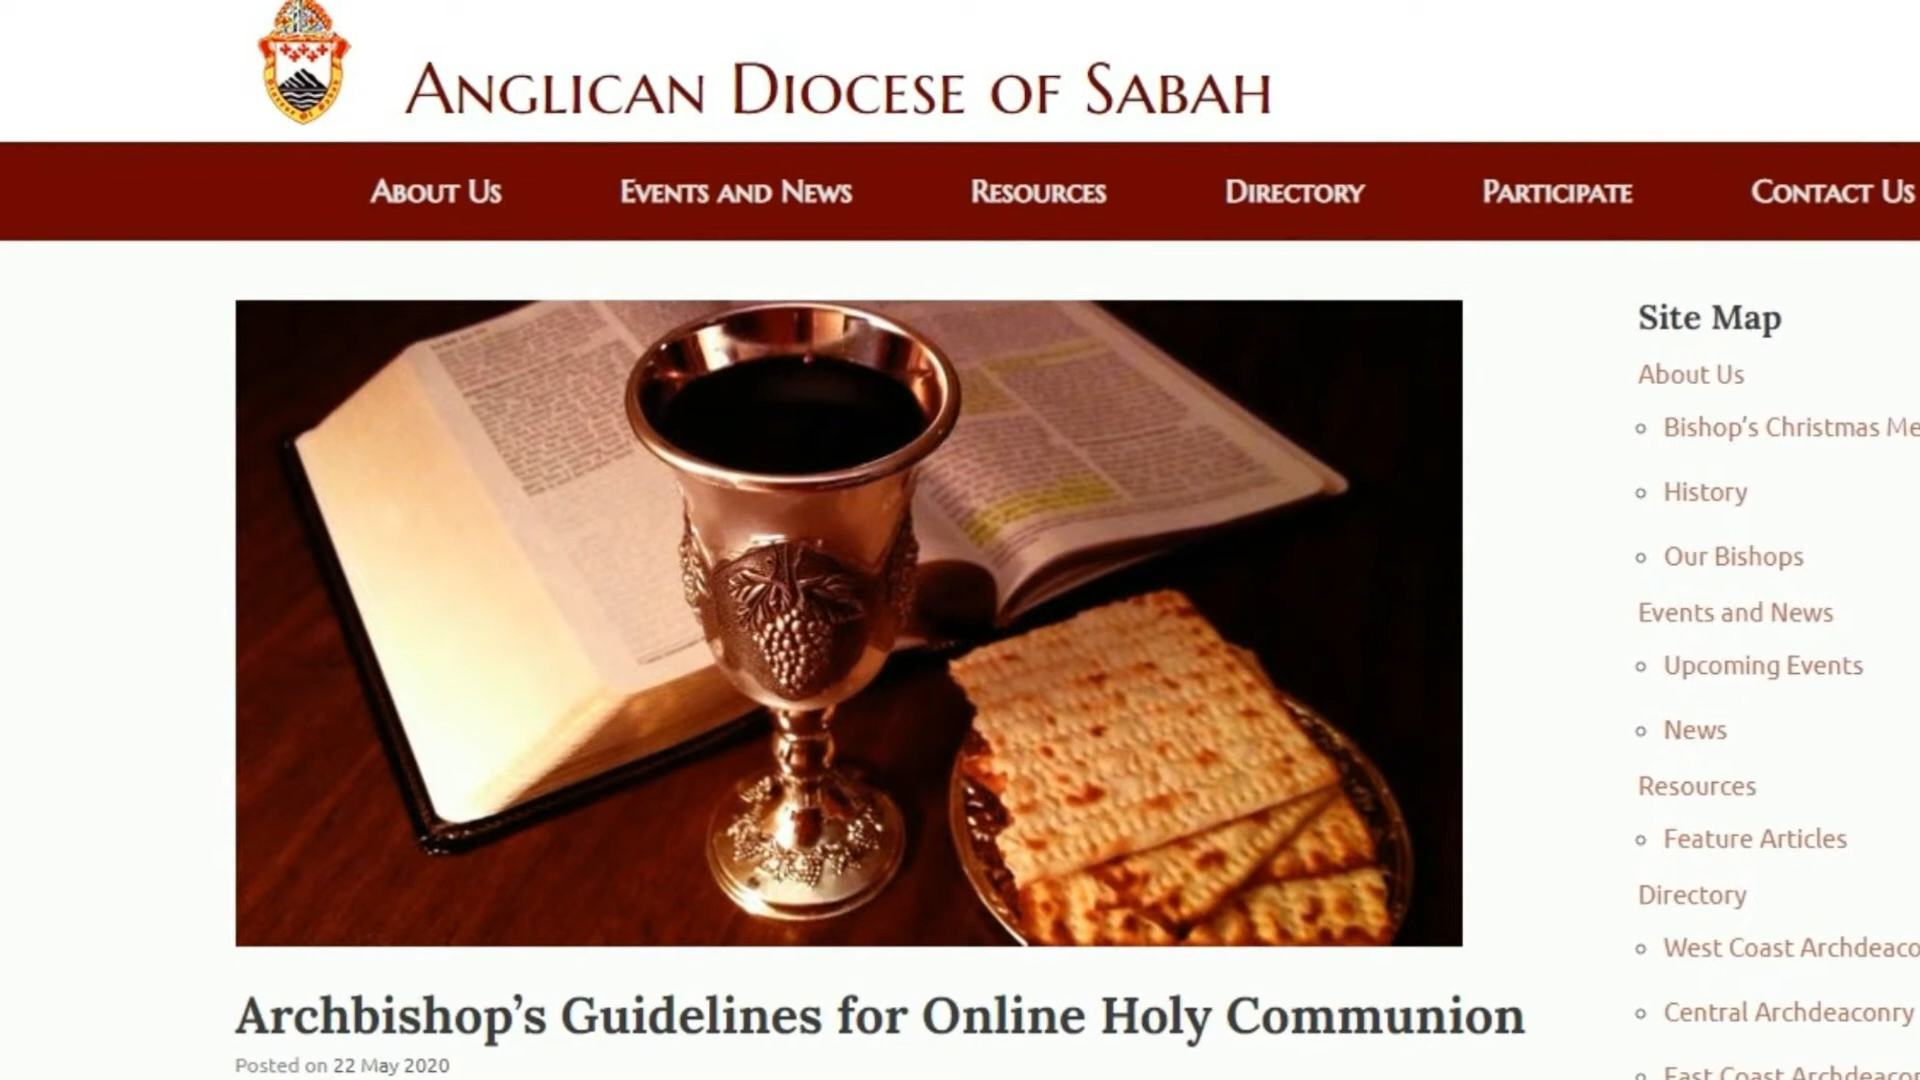 Anglican Diocese of Sabah
About Us
Events and News
Resources
Directory
Participate
Contact Us
Archbishop’s Guidelines for Online Holy Communion
Posted on 22 May 2020
Site Map
About Us
Bishop’s Christmas
History
Our Bishops
Events and News
Upcoming Events
News
Resources
Feature Articles
Directory
West Coast
Central Archdeaconry
East Coast